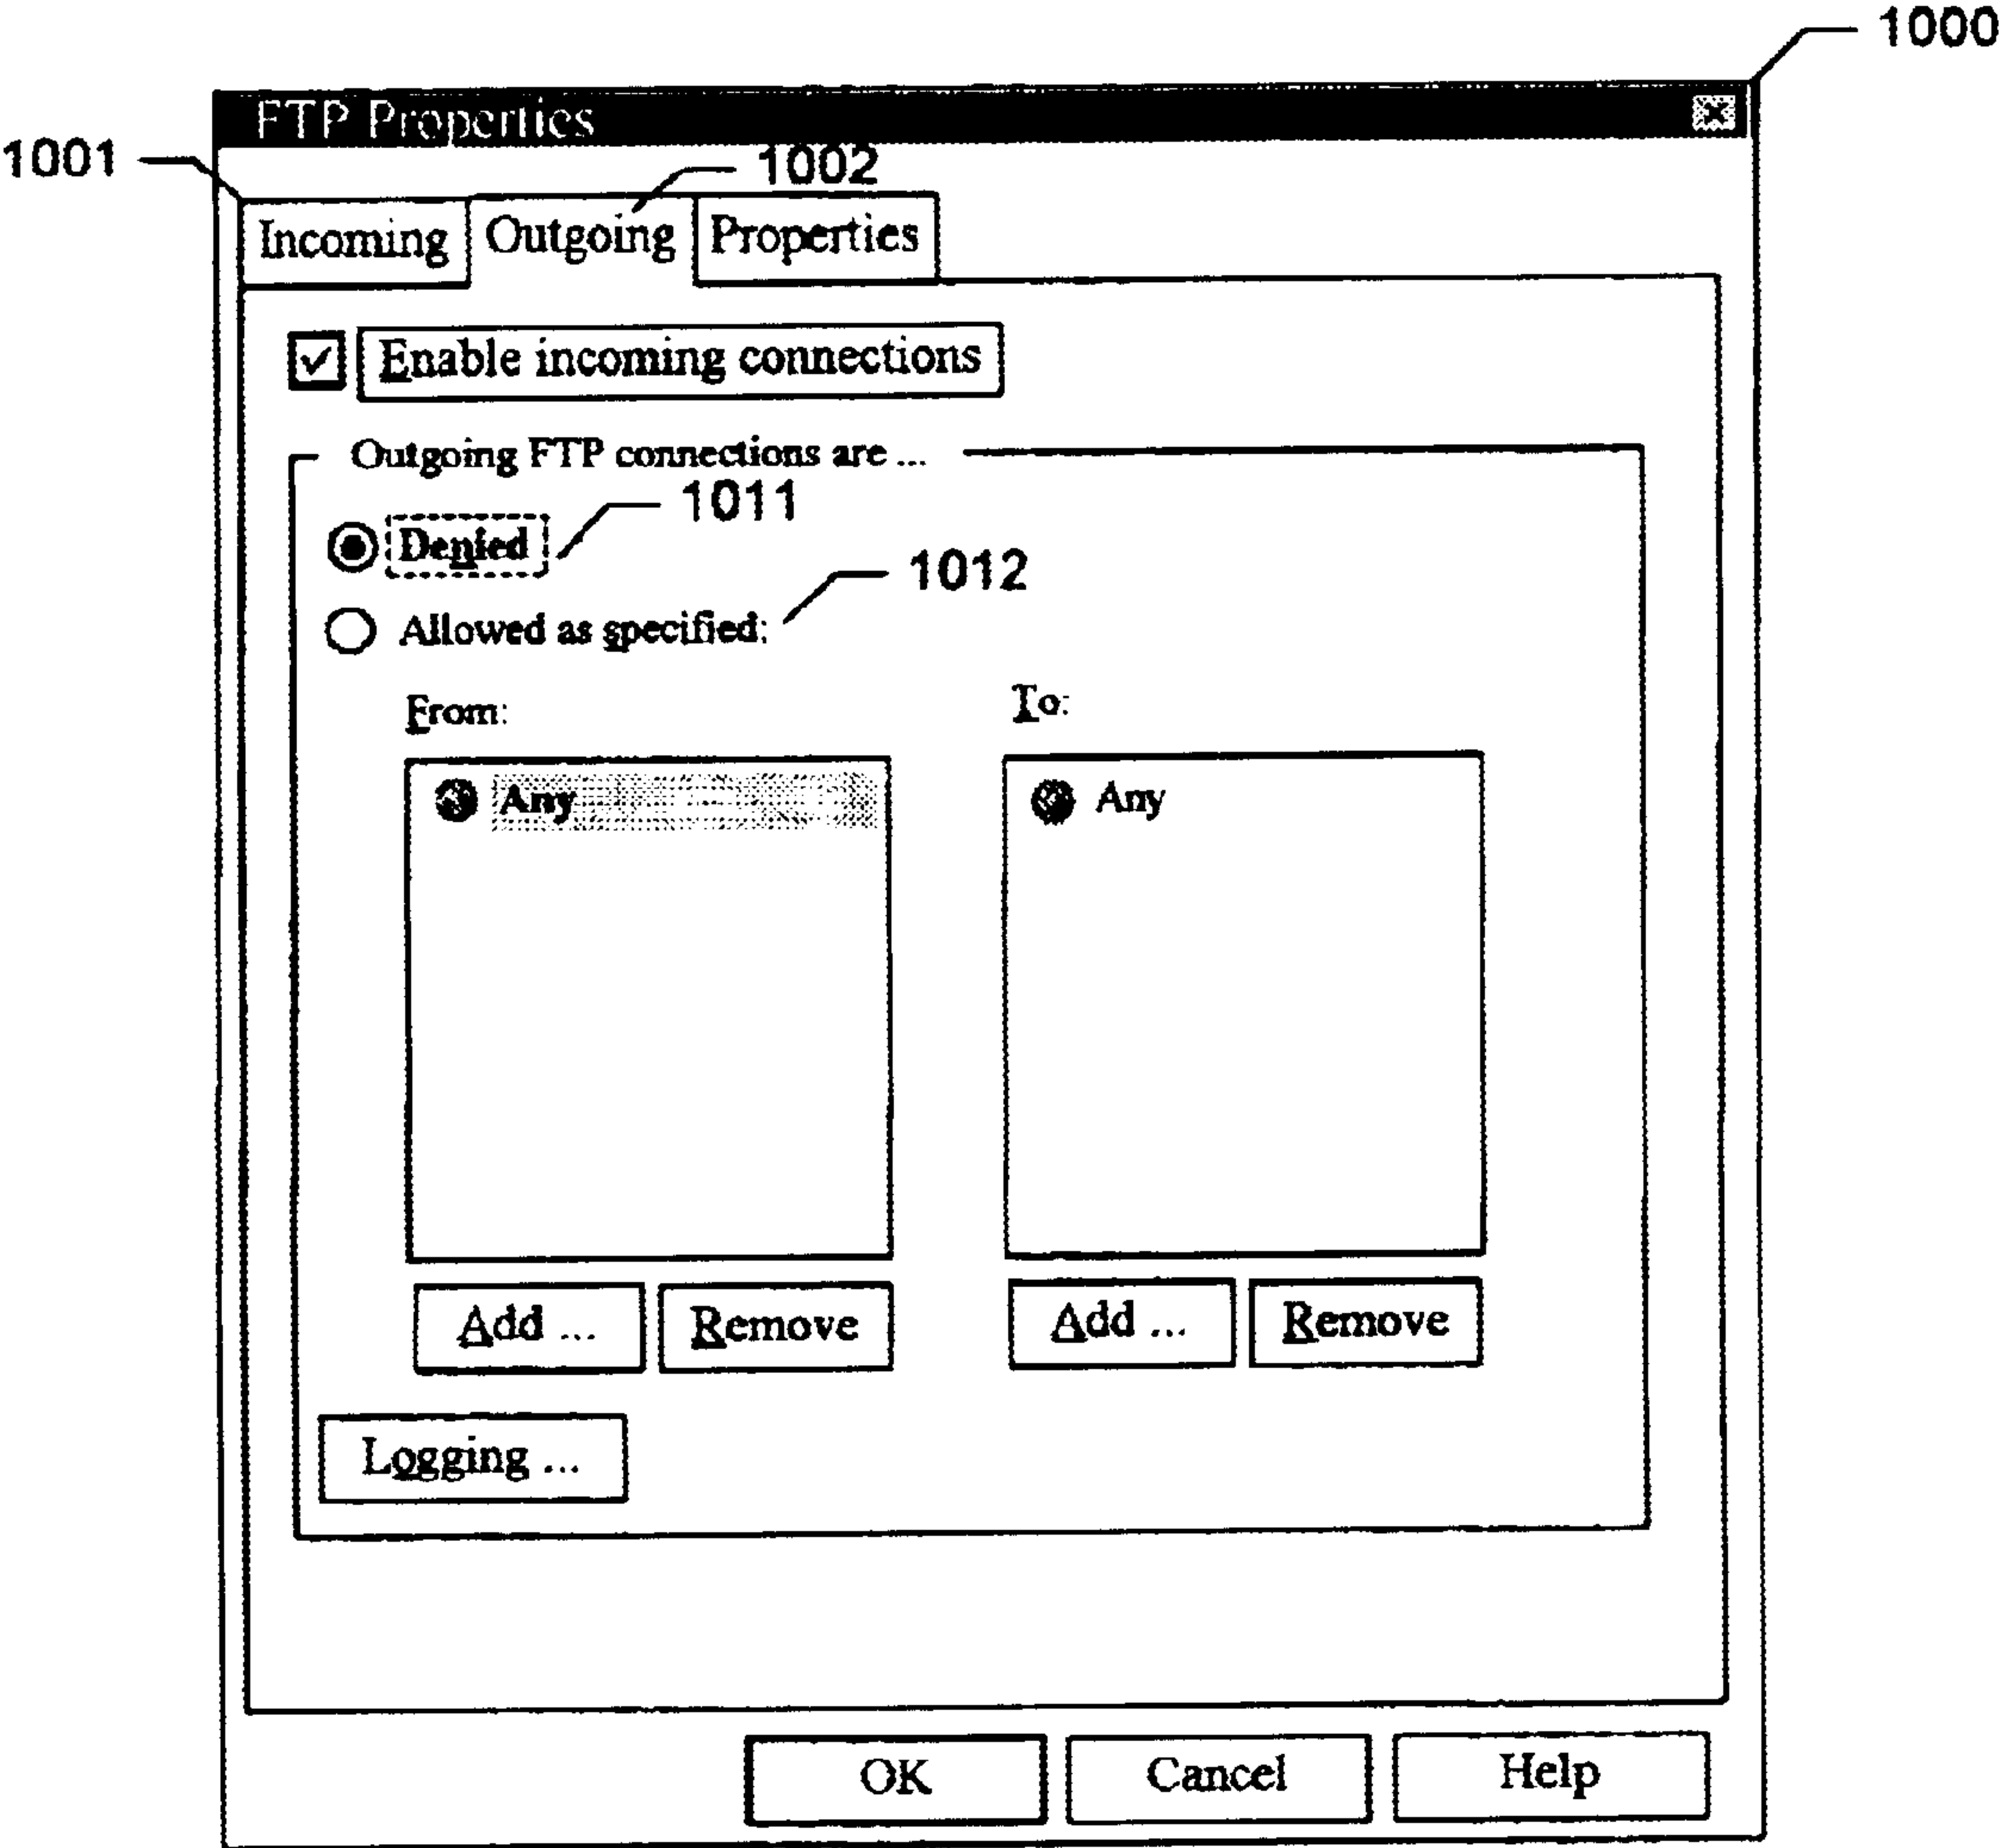 1000
FTP Properties
1001
1002
Incoming Outgoing Properties
Enable incoming connections
Outgoing FTP connections are ...
1011
Denied
1012
Allowed as specified:
From: To:
Any Any
Add ... Remove Add ... Remove
Logging ...
OK Cancel Help